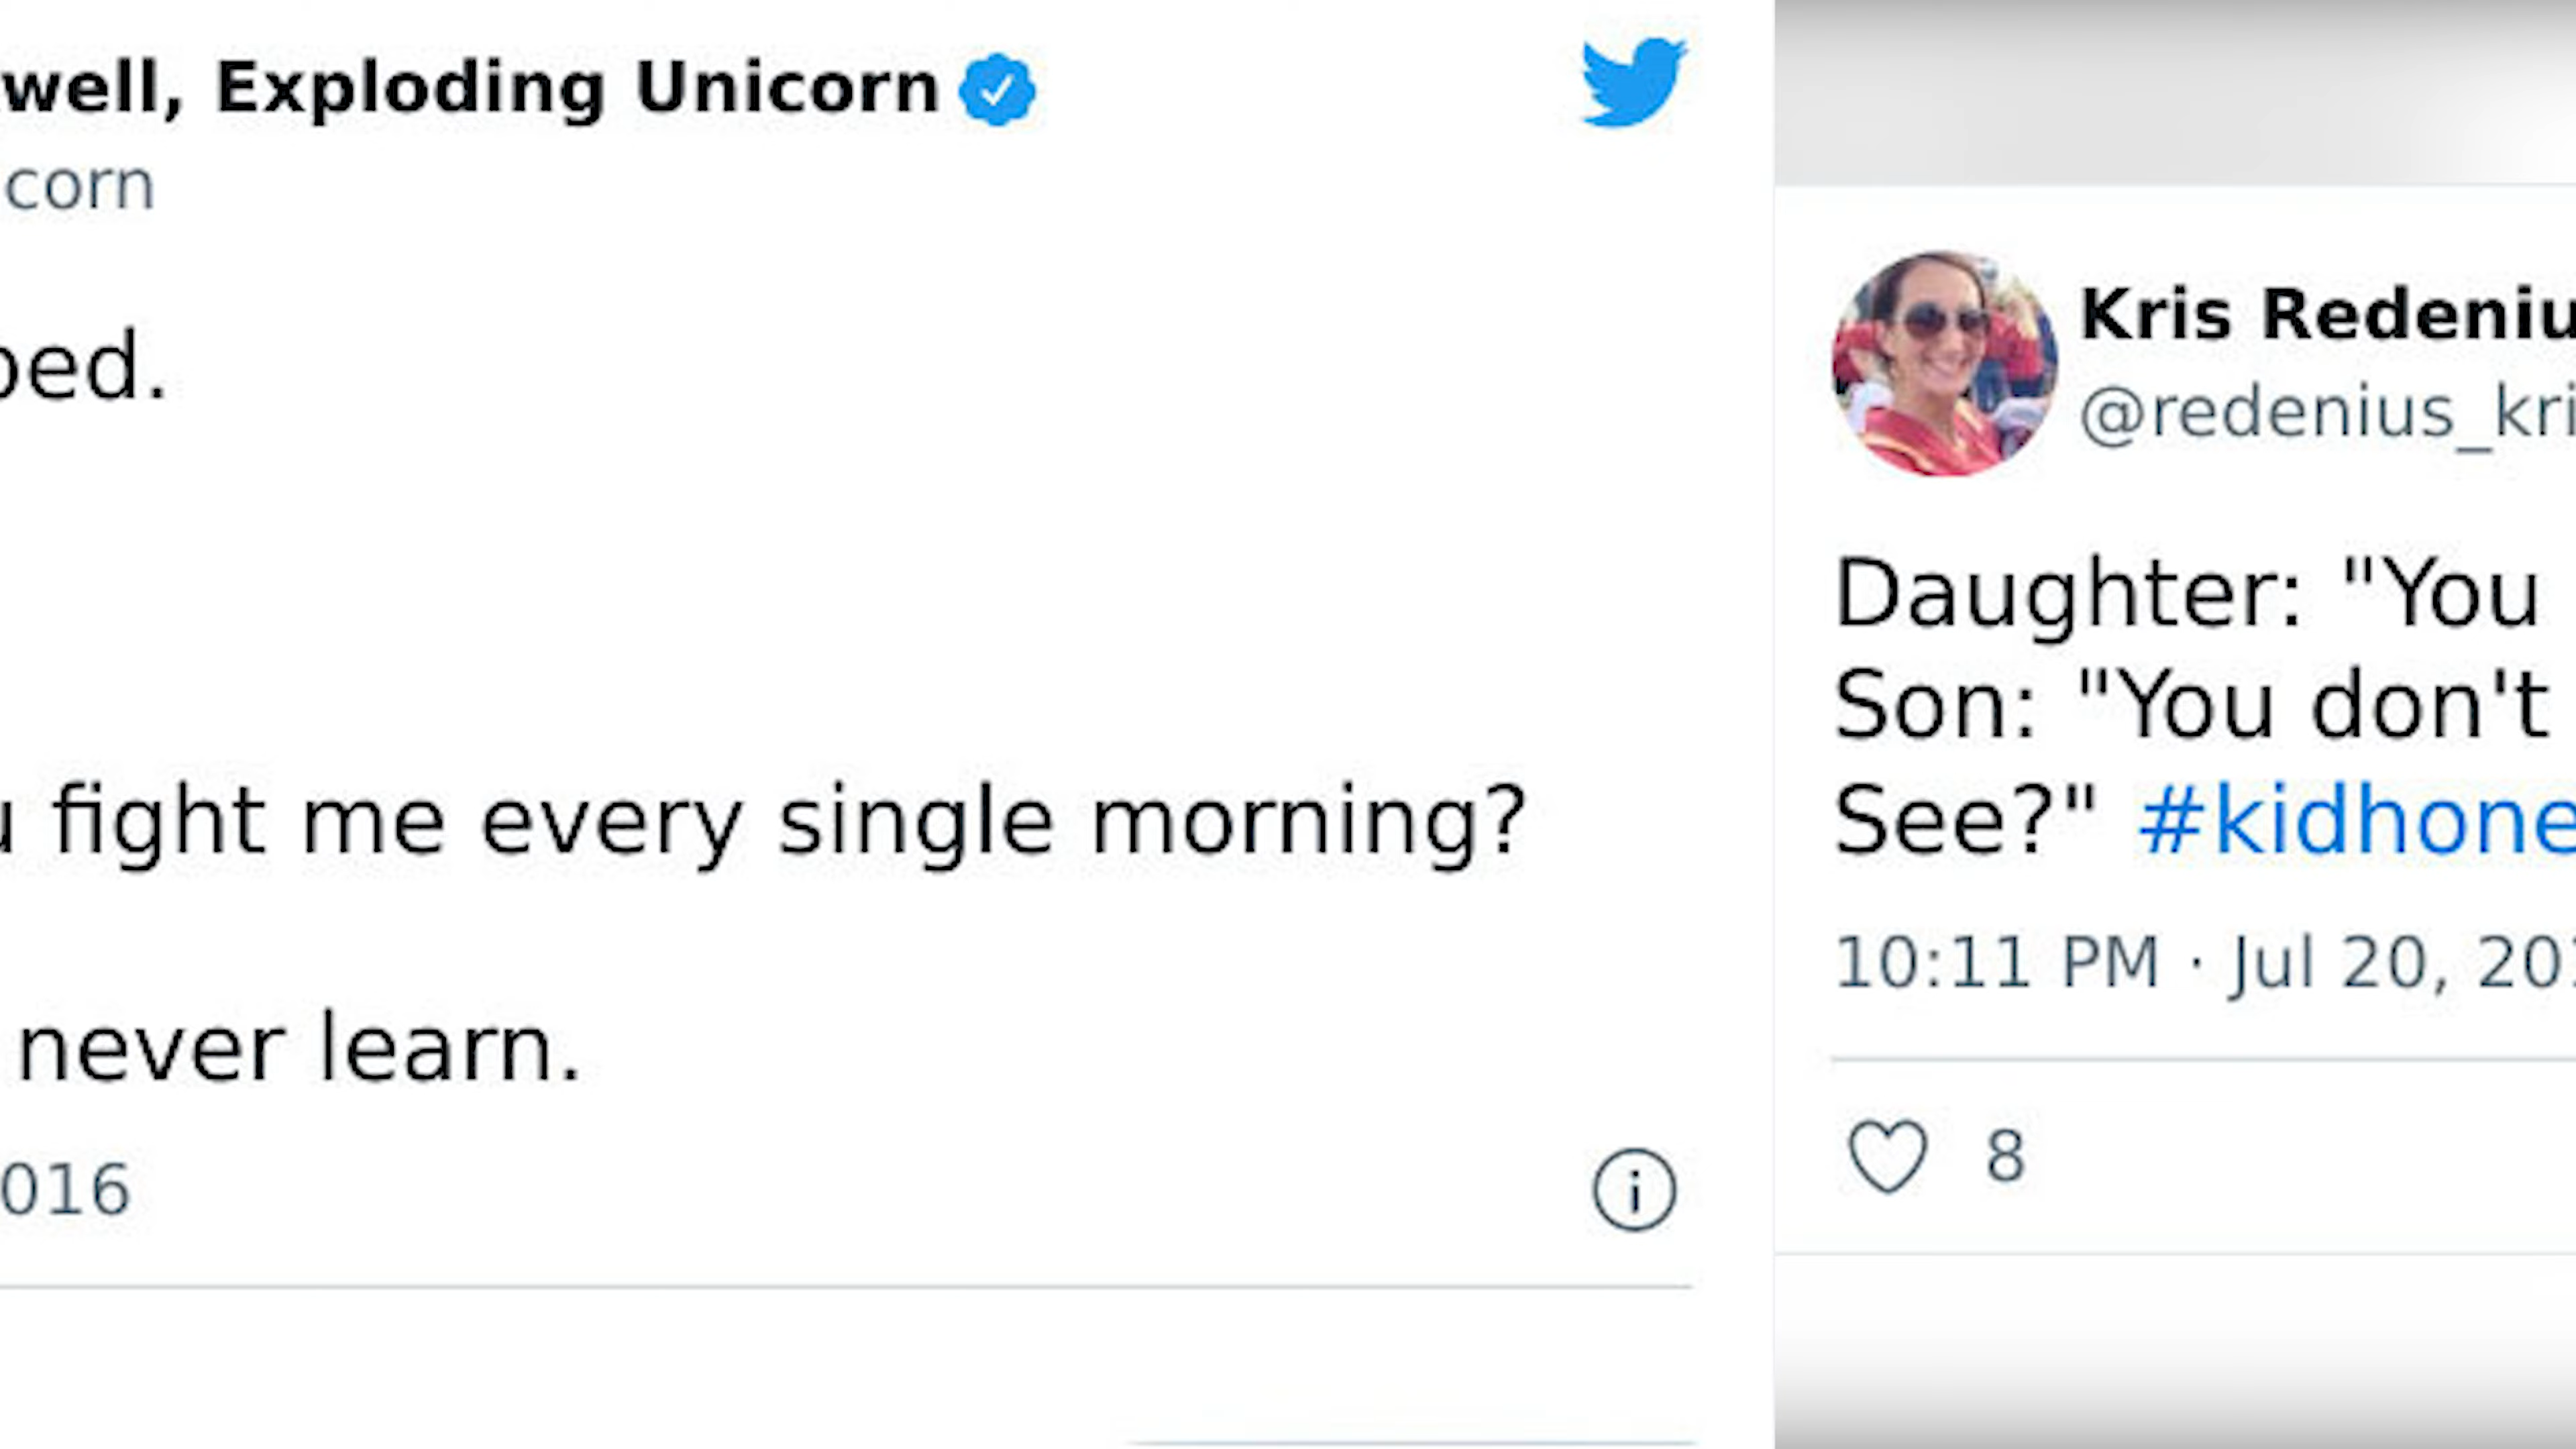 well, Exploding Unicorn
corn
bed.
fight me every single morning?
never learn.
016
Kris Redeniu
@redenius_kri
Daughter: "You
Son: "You don't
See?" #kidhone
10:11 PM · Jul 20, 20
8